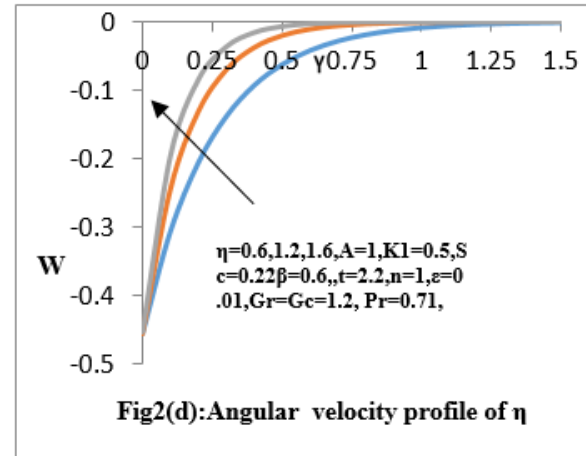 0
0 0.25 0.5 γ 0.75 1 1.25 1.5
-0.1
-0.2
-0.3
W
-0.4
-0.5
η=0.6,1.2,1.6,A=1,K1=0.5,S
c=0.22β=0.6,,t=2.2,n=1,ε=0
.01,Gr=Gc=1.2, Pr=0.71,
Fig2(d):Angular velocity profile of η